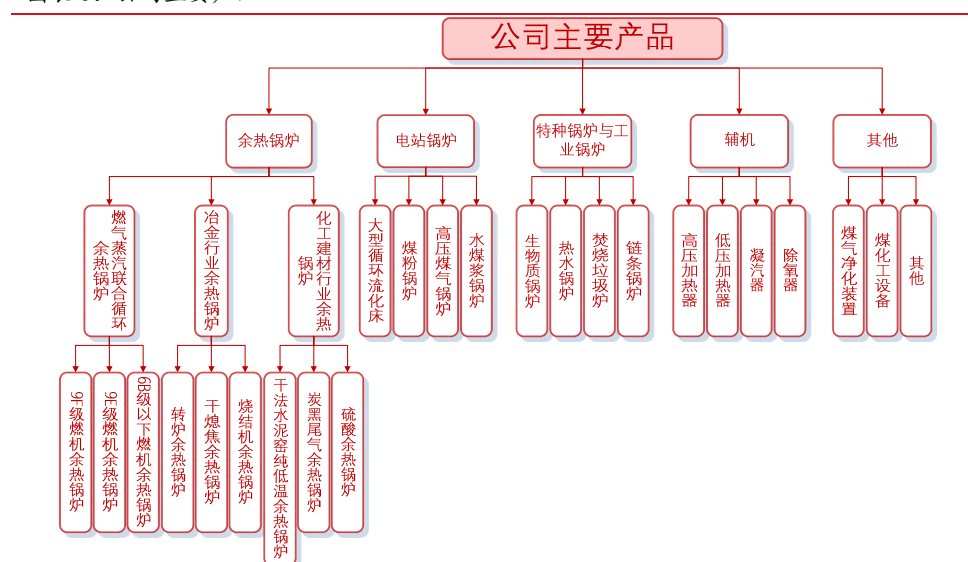 公司主要产品
余热锅炉
电站锅炉
特种锅炉与工
业锅炉
辅机
其他
燃气蒸汽联合循环
余热锅炉
冶金行业余热锅炉
化工建材行业余热
锅炉
大型循环流化床
煤粉锅炉
高压煤气锅炉
水煤浆锅炉
生物质锅炉
热水锅炉
焚烧垃圾炉
链条锅炉
高压加热器
低压加热器
凝汽器
除氧器
煤气净化装置
煤化工设备
其他
9F级燃机余热锅炉
9E级燃机余热锅炉
6B级以下燃机余热锅炉
转炉余热锅炉
干熄焦余热锅炉
烧结机余热锅炉
干法水泥窑纯低温余热锅炉
炭黑尾气余热锅炉
硫酸余热锅炉